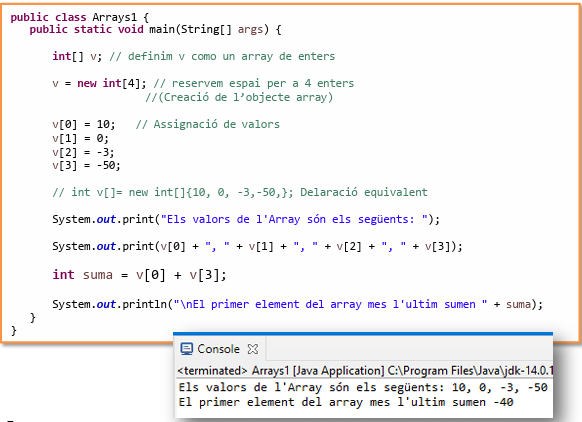 public class Arrays1 {
public static void main(String[] args) {
int[] v; // definim v como un array de enters
v = new int[4]; // reservem espai per a 4 enters
//(Creació de l’objecte array)
v[0] = 10; // Assignació de valors
v[1] = 0;
v[2] = -3;
v[3] = -50;
// int v[]= new int[]{10, 0, -3,-50,}; Delaració equivalent
System.out.print("Els valors de l'Array són els següents: ");
System.out.print(v[0] + ", " + v[1] + ", " + v[2] + ", " + v[3]);
int suma = v[0] + v[3];
System.out.println("\nEl primer element del array mes l'ultim sumen " + suma);
}
}
Console
<terminated> Arrays1 [Java Application] C:\Program Files\Java\jdk-14.0.1
Els valors de l'Array són els següents: 10, 0, -3, -50
El primer element del array mes l'ultim sumen -40